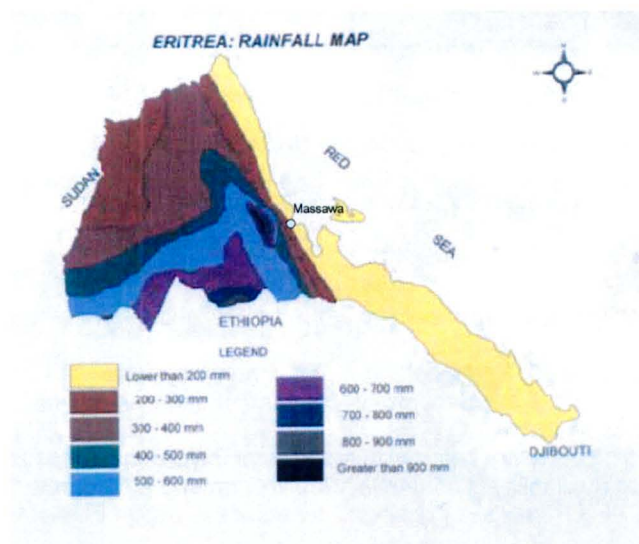 ERITREA: RAINFALL MAP
SUDAN
RED
Massawa
SEA
ETHIOPIA
LEGEND
Lower than 200 mm
200 - 300 mm
300 - 400 mm
400 - 500 mm
500 - 600 mm
600 - 700 mm
700 - 800 mm
800 - 900 mm
Greater than 900 mm
DJIBOUTI